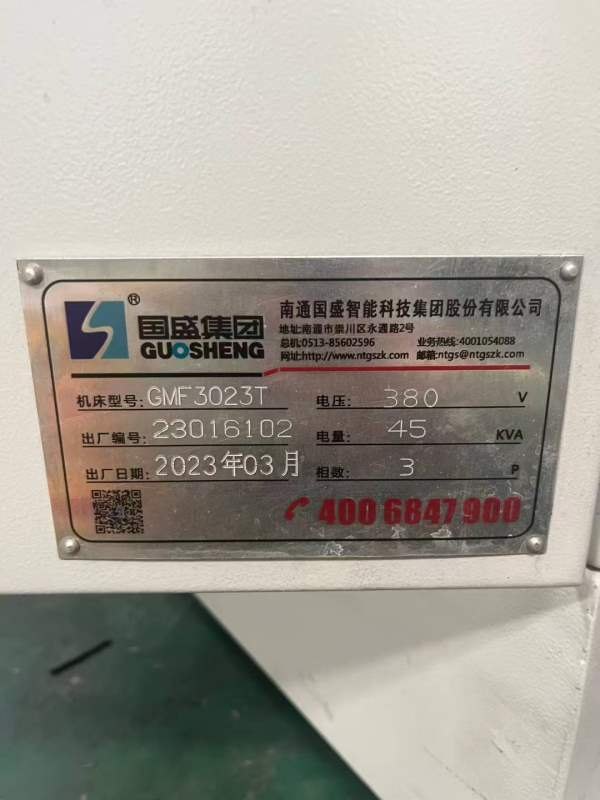 ®
国盛集团
GUOSHENG
南通国盛智能科技集团股份有限公司
地址:南通市崇川区永通路2号
总机:0513-85602596 业务热线:4001054088
网址:http://www.ntgszk.com 邮箱:ntgs@ntgszk.com
机床型号: GMF3023T 电压: 380 V
出厂编号: 23016102 电量: 45 KVA
出厂日期: 2023年03月 相数: 3 P
400 6847 900